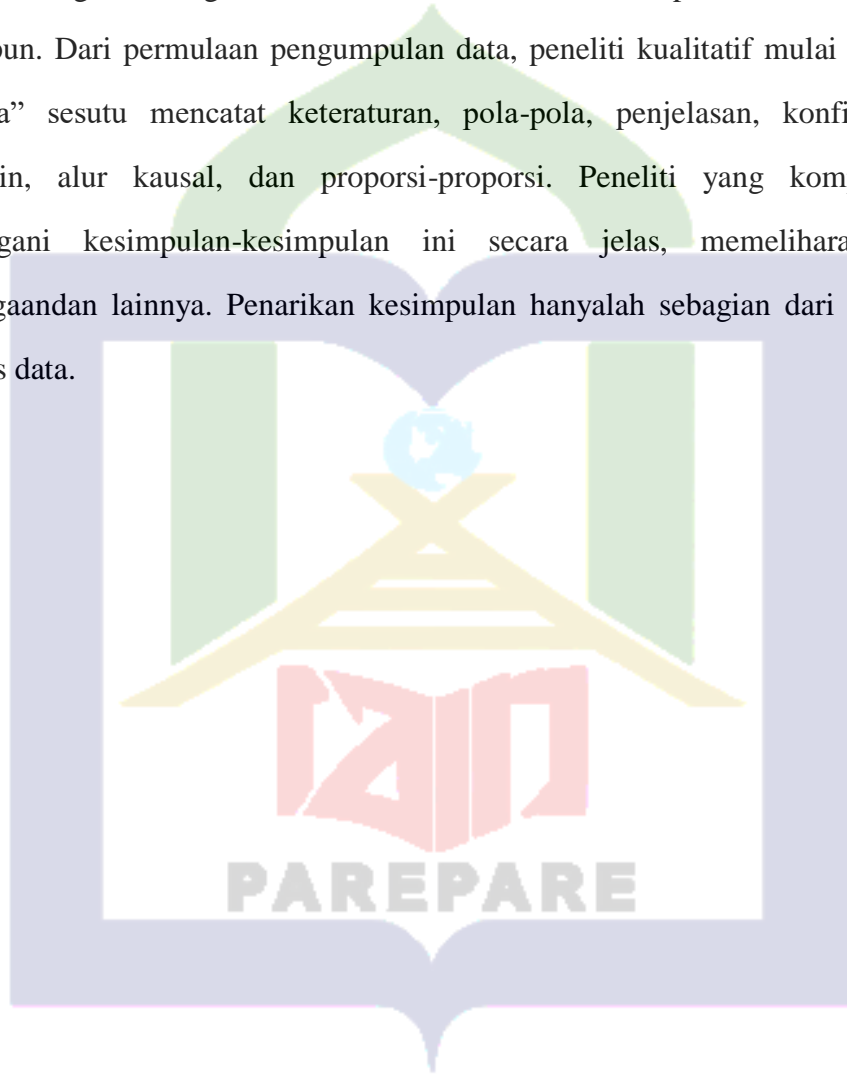 pun. Dari permulaan pengumpulan data, peneliti kualitatif mulai
a” sesutu mencatat keteraturan, pola-pola, penjelasan, konfi
in, alur kausal, dan proporsi-proporsi. Peneliti yang kom
gani kesimpulan-kesimpulan ini secara jelas, memelihara
gaandan lainnya. Penarikan kesimpulan hanyalah sebagian dari
s data.
iain
PAREPARE